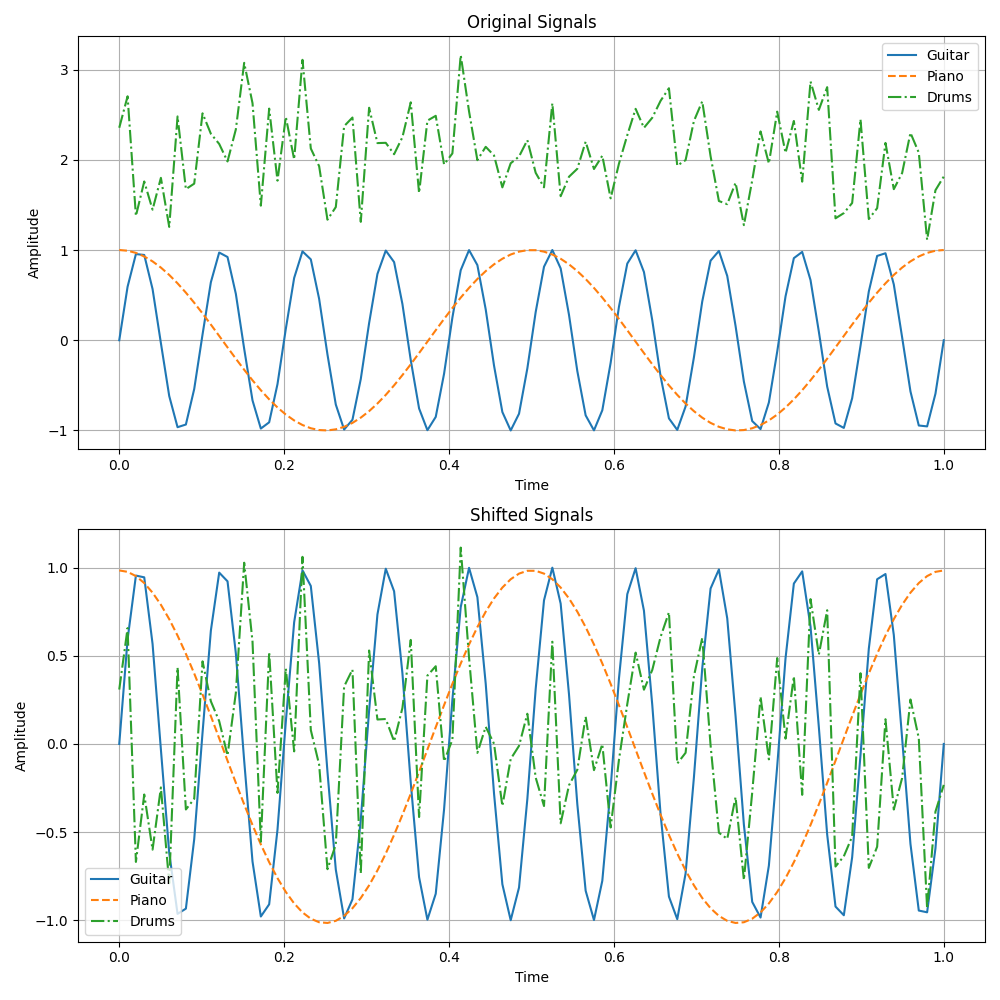 Original Signals
Guitar
Piano
Drums
3
2
1
0
−1
Amplitude
0.0 0.2 0.4 0.6 0.8 1.0
Time
Shifted Signals
1.0
0.5
0.0
−0.5
−1.0
Amplitude
Guitar
Piano
Drums
0.0 0.2 0.4 0.6 0.8 1.0
Time